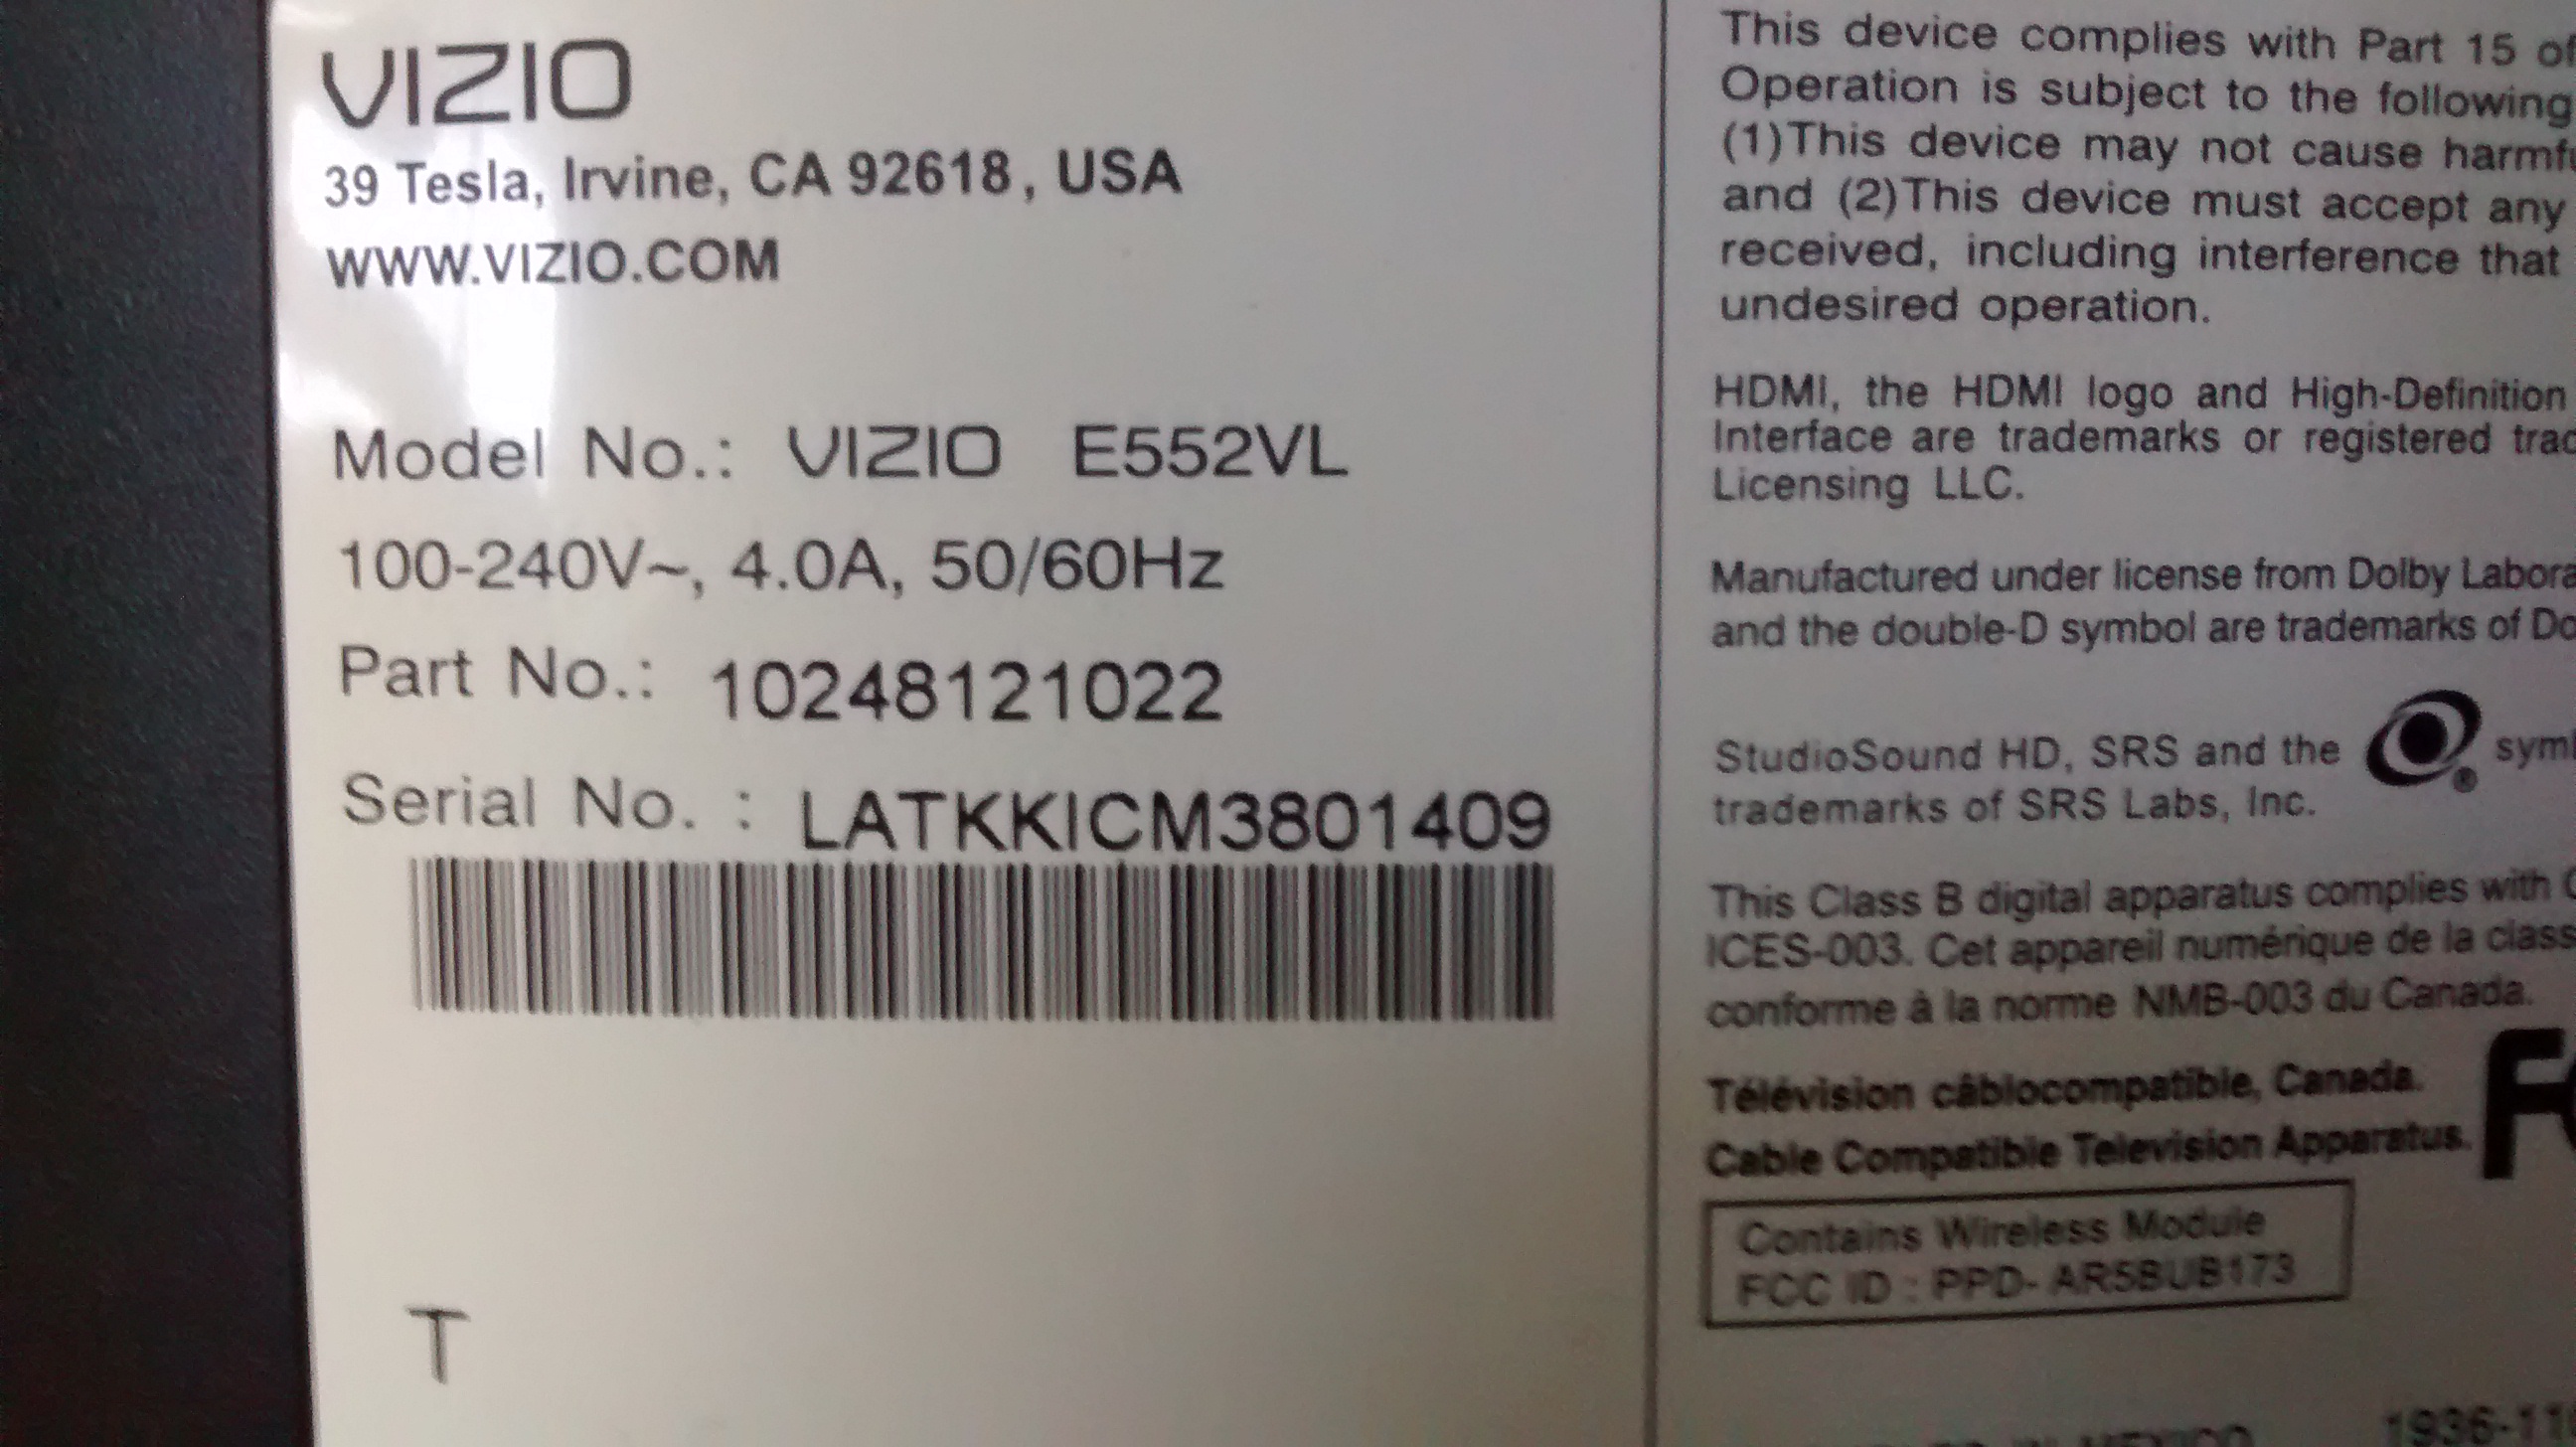 VIZIO
39 Tesla, Irvine, CA 92618, USA
WWW.VIZIO.COM
Model No.: VIZIO E552VL
100-240V~, 4.0A, 50/60Hz
Part No.: 10248121022
Serial No. : LATKKICM3801409
T
This device complies with Part 15 of
Operation is subject to the following
(1)This device may not cause harmfu
and (2)This device must accept any
received, including interference that
undesired operation.
HDMI, the HDMI logo and High-Definition
Interface are trademarks or registered trad
Licensing LLC.
Manufactured under license from Dolby Labora
and the double-D symbol are trademarks of Do
StudioSound HD, SRS and the ® symb
trademarks of SRS Labs, Inc.
This Class B digital apparatus complies with C
ICES-003. Cet appareil numérique de la class
conforme à la norme NMB-003 du Canada.
Télévision câblocompatible, Canada.
Cable Compatible Television Apparatus.
FC
Contains Wireless Module
FCC ID : PPD- AR5BUB173
1936-11